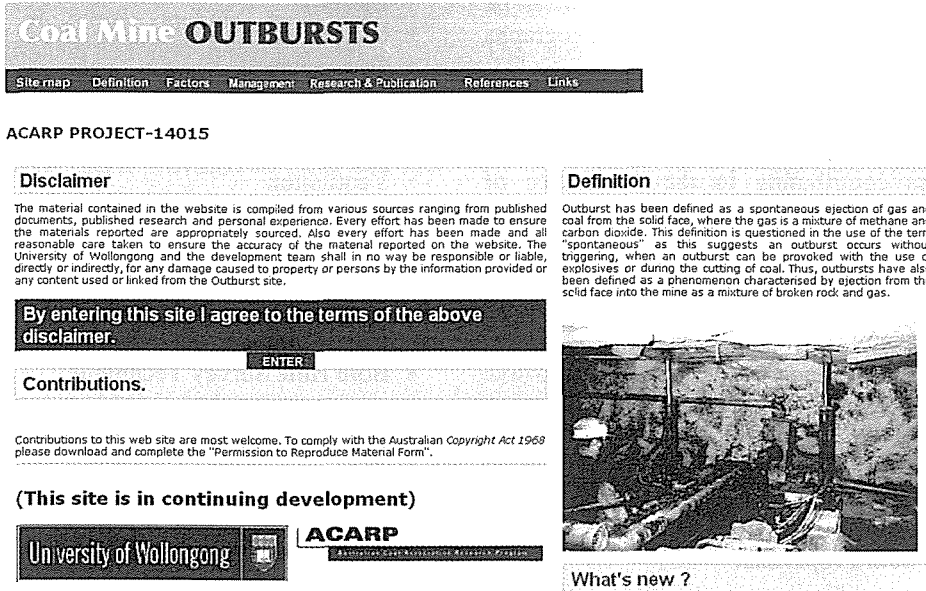 Coal Mine OUTBURSTS
Site map Definition Factors Management Research & Publication References Links
ACARP PROJECT-14015
Disclaimer
The material contained in the website is compiled from various sources ranging from published
documents, published research and personal experience. Every effort has been made to ensure
the materials reported are appropriately sourced. Also every effort has been made and all
reasonable care taken to ensure the accuracy of the material reported on the website. The
University of Wollongong and the development team shall in no way be responsible or liable,
directly or indirectly, for any damage caused to property or persons by the information provided or
any content used or linked from the Outburst site.
By entering this site I agree to the terms of the above
disclaimer.
ENTER
Contributions.
Contributions to this web site are most welcome. To comply with the Australian Copyright Act 1968
please download and complete the "Permission to Reproduce Material Form".
(This site is in continuing development)
University of Wollongong
ACARP
Australian Coal Association Research Program
Definition
Outburst has been defined as a spontaneous ejection of gas an
coal from the solid face, where the gas is a mixture of methane an
carbon dioxide. This definition is questioned in the use of the terr
"spontaneous" as this suggests an outburst occurs withou
triggering, when an outburst can be provoked with the use o
explosives or during the cutting of coal. Thus, outbursts have als
been defined as a phenomenon characterised by ejection from th
solid face into the mine as a mixture of broken rock and gas.
What's new ?